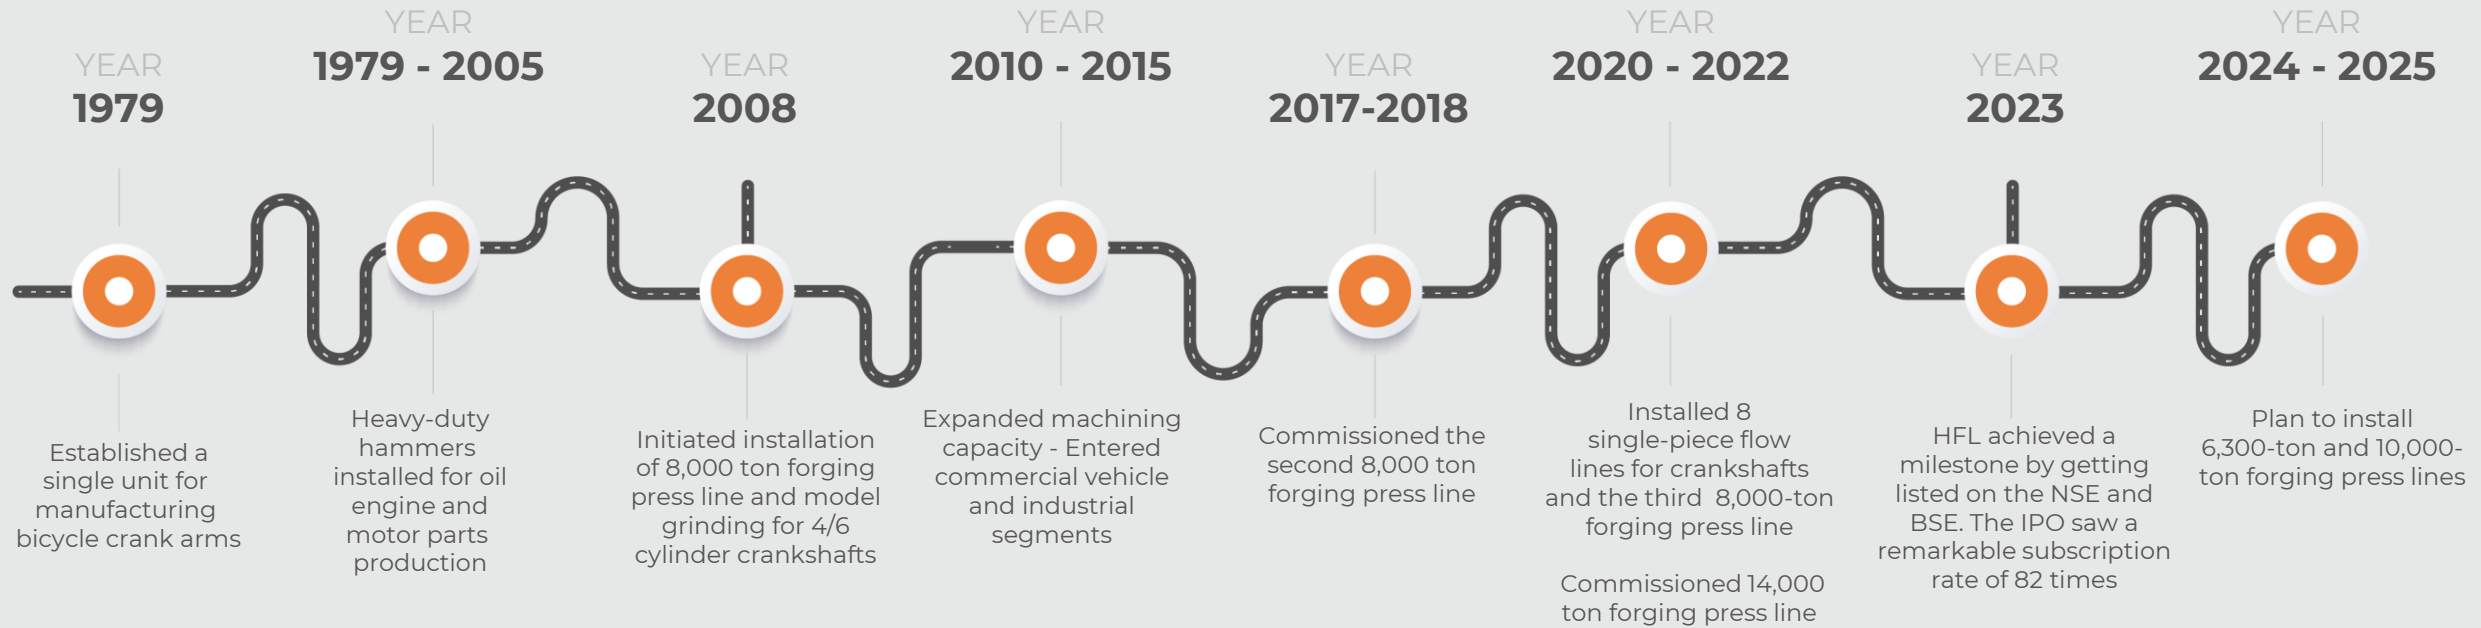 YEAR
1979
Established a
single unit for
manufacturing
bicycle crank arms
YEAR
1979 - 2005
Heavy-duty
hammers
installed for oil
engine and
motor parts
production
YEAR
2008
Initiated installation
of 8,000 ton forging
press line and model
grinding for 4/6
cylinder crankshafts
YEAR
2010 - 2015
Expanded machining
capacity - Entered
commercial vehicle
and industrial
segments
YEAR
2017-2018
Commissioned the
second 8,000 ton
forging press line
YEAR
2020 - 2022
Installed 8
single-piece flow
lines for crankshafts
and the third 8,000-ton
forging press line
Commissioned 14,000
ton forging press line
YEAR
2023
HFL achieved a
milestone by getting
listed on the NSE and
BSE. The IPO saw a
remarkable subscription
rate of 82 times
YEAR
2024 - 2025
Plan to install
6,300-ton and 10,000-
ton forging press lines